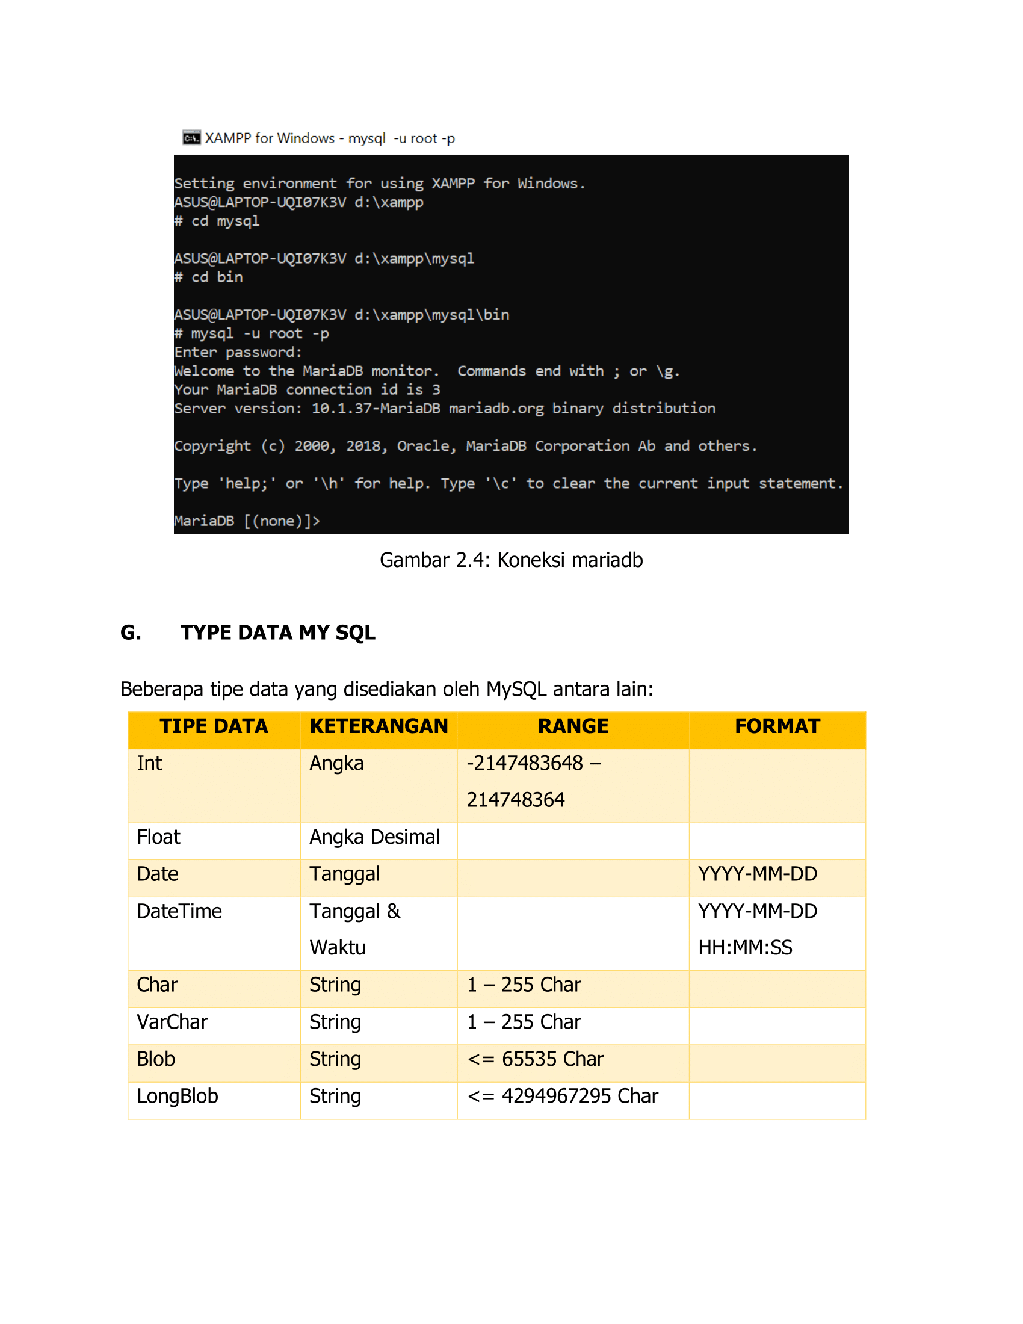 XAMPP for Windows - mysql -u root -p
Setting environment for using XAMPP for Windows.
ASUS@LAPTOP-UQI07K3V d:\xampp
# cd mysql
ASUS@LAPTOP-UQI07K3V d:\xampp\mysql
# cd bin
ASUS@LAPTOP-UQI07K3V d:\xampp\mysql\bin
# mysql -u root -p
Enter password:
Welcome to the MariaDB monitor.  Commands end with ; or \g.
Your MariaDB connection id is 3
Server version: 10.1.37-MariaDB mariadb.org binary distribution
Copyright (c) 2000, 2018, Oracle, MariaDB Corporation Ab and others.
Type 'help;' or '\h' for help. Type '\c' to clear the current input statement.
MariaDB [(none)]>
Gambar 2.4: Koneksi mariadb
G. TYPE DATA MY SQL
Beberapa tipe data yang disediakan oleh MySQL antara lain:
TIPE DATA KETERANGAN RANGE FORMAT
Int Angka -2147483648 –
214748364
Float Angka Desimal
Date Tanggal YYYY-MM-DD
DateTime Tanggal & YYYY-MM-DD
Waktu HH:MM:SS
Char String 1 – 255 Char
VarChar String 1 – 255 Char
Blob String <= 65535 Char
LongBlob String <= 4294967295 Char